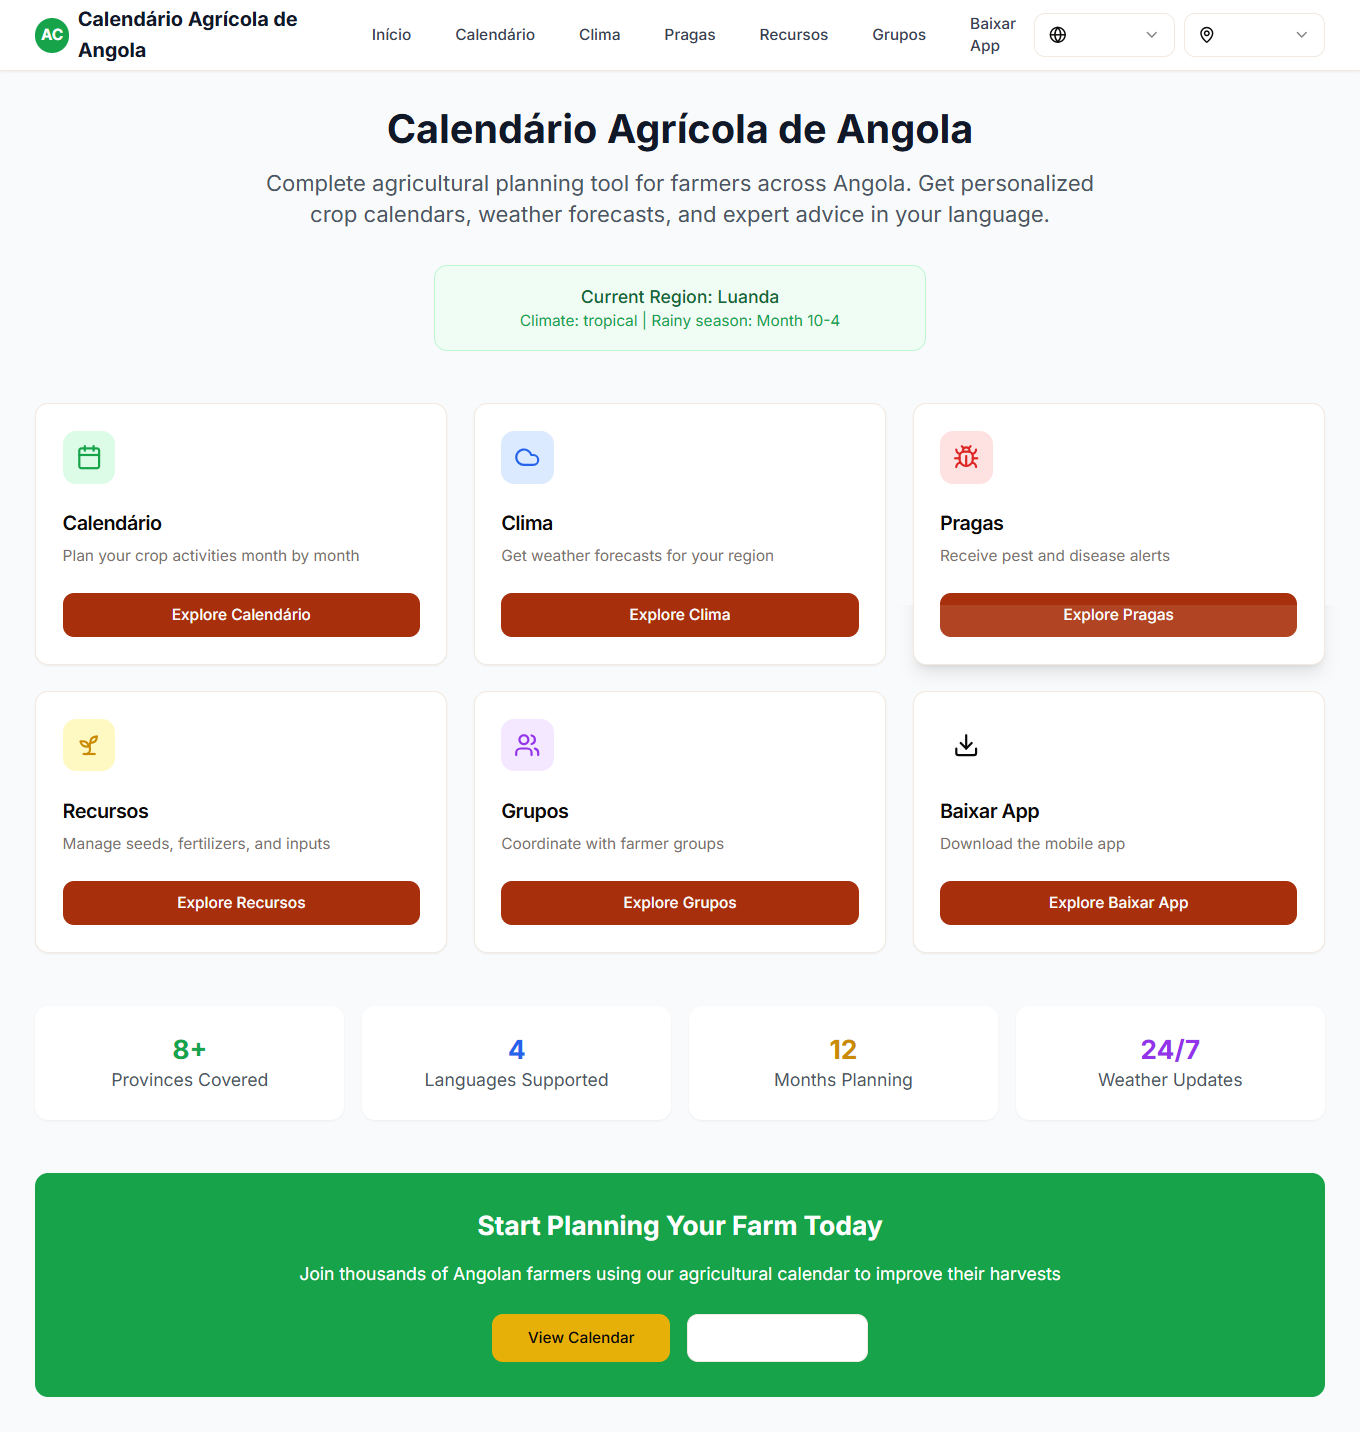 AC
Calendário Agrícola de
Angola
Início
Calendário
Clima
Pragas
Recursos
Grupos
Baixar
App
Calendário Agrícola de Angola
Complete agricultural planning tool for farmers across Angola. Get personalized
crop calendars, weather forecasts, and expert advice in your language.
Current Region: Luanda
Climate: tropical | Rainy season: Month 10-4
Calendário
Plan your crop activities month by month
Explore Calendário
Clima
Get weather forecasts for your region
Explore Clima
Pragas
Receive pest and disease alerts
Explore Pragas
Recursos
Manage seeds, fertilizers, and inputs
Explore Recursos
Grupos
Coordinate with farmer groups
Explore Grupos
Baixar App
Download the mobile app
Explore Baixar App
8+
Provinces Covered
4
Languages Supported
12
Months Planning
24/7
Weather Updates
Start Planning Your Farm Today
Join thousands of Angolan farmers using our agricultural calendar to improve their harvests
View Calendar